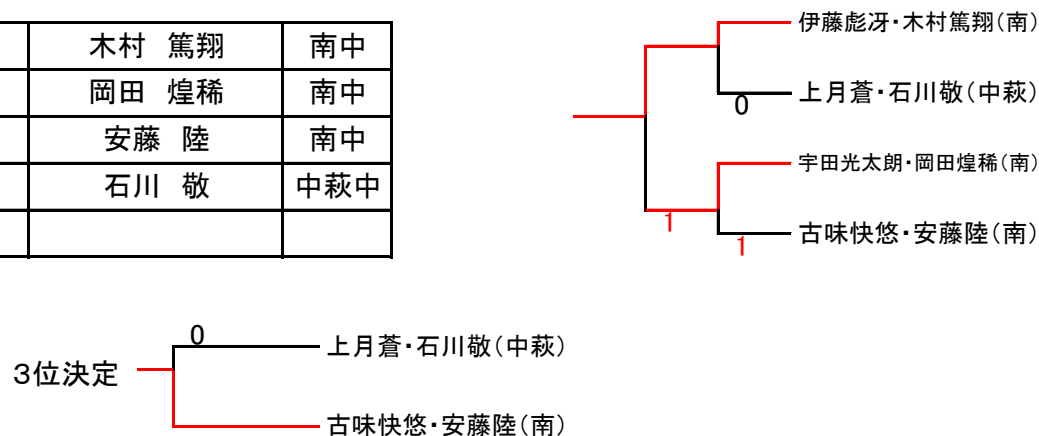 木村 篤翔 南中
岡田 煌稀 南中
安藤 陸 南中
石川 敬 中萩中
伊藤彪冴・木村篤翔(南)
上月蒼・石川敬(中萩)
0
宇田光太朗・岡田煌稀(南)
1
古味快悠・安藤陸(南)
1
0
上月蒼・石川敬(中萩)
3位決定
古味快悠・安藤陸(南)